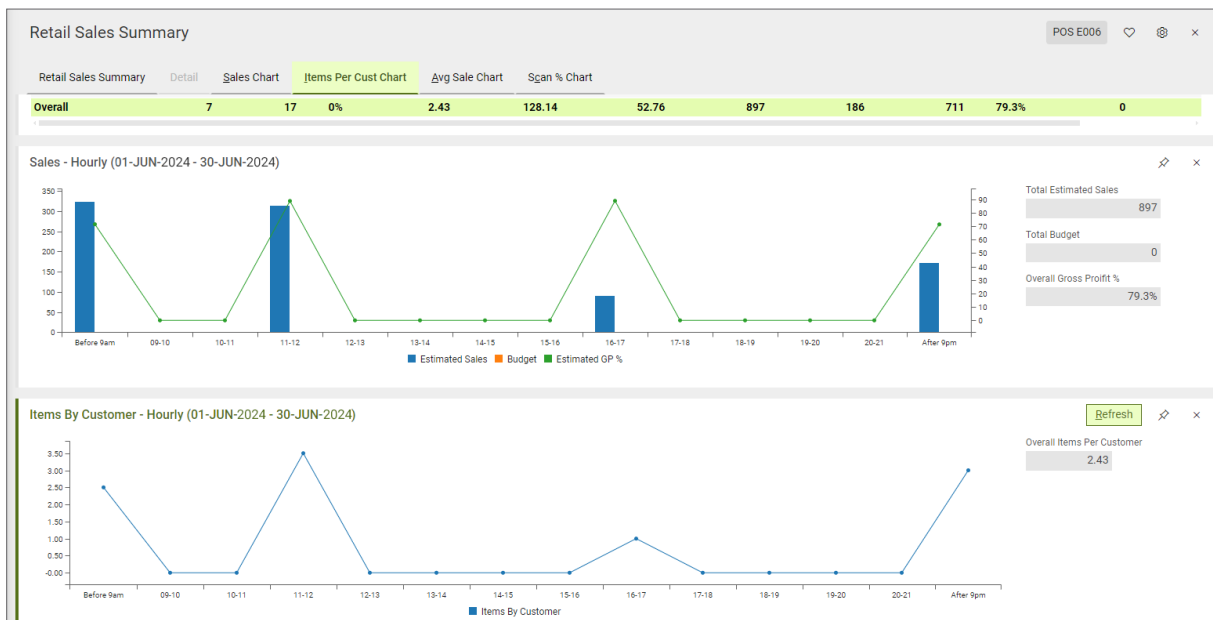 Retail Sales Summary
POS E006
Retail Sales Summary Detail Sales Chart Items Per Cust Chart Avg Sale Chart Scan % Chart
Overall 7 17 0% 2.43 128.14 52.76 897 186 711 79.3% 0
Sales - Hourly (01-JUN-2024 - 30-JUN-2024)
350
300
250
200
150
100
50
0
90
80
70
60
50
40
30
20
10
0
Before 9am 09-10 10-11 11-12 12-13 13-14 14-15 15-16 16-17 17-18 18-19 19-20 20-21 After 9pm
Estimated Sales Budget Estimated GP %
Total Estimated Sales
897
Total Budget
0
Overall Gross Proifit %
79.3%
Items By Customer - Hourly (01-JUN-2024 - 30-JUN-2024)
Refresh
3.50
3.00
2.50
2.00
1.50
1.00
0.50
-0.00
Before 9am 09-10 10-11 11-12 12-13 13-14 14-15 15-16 16-17 17-18 18-19 19-20 20-21 After 9pm
Items By Customer
Overall Items Per Customer
2.43